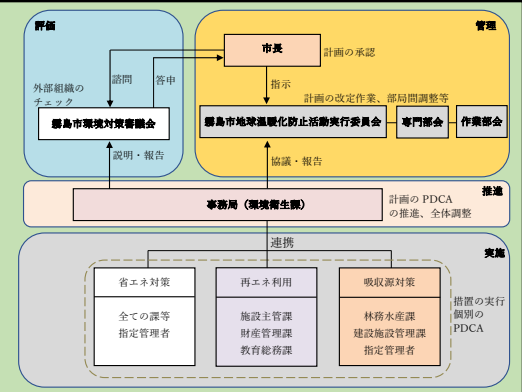 評価
管理
市長
計画の承認
諮問
答申
指示
外部組織の
チェック
計画の改定作業、部局間調整等
霧島市環境対策審議会
霧島市地球温暖化防止活動実行委員会
専門部会
作業部会
説明・報告
協議・報告
推進
事務局（環境衛生課）
計画の PDCA
の推進、全体調整
実施
連携
省エネ対策
再エネ利用
吸収源対策
全ての課等
指定管理者
施設主管課
財産管理課
教育総務課
林務水産課
建設施設管理課
指定管理者
措置の実行
個別の
PDCA